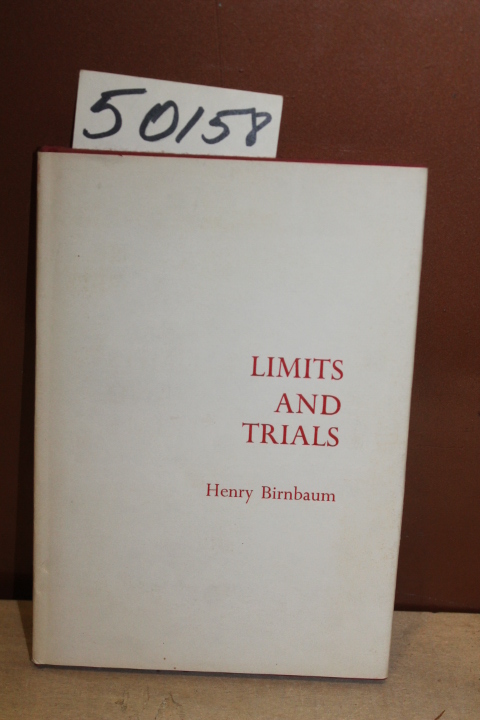 50158
LIMITS
AND
TRIALS
Henry Birnbaum